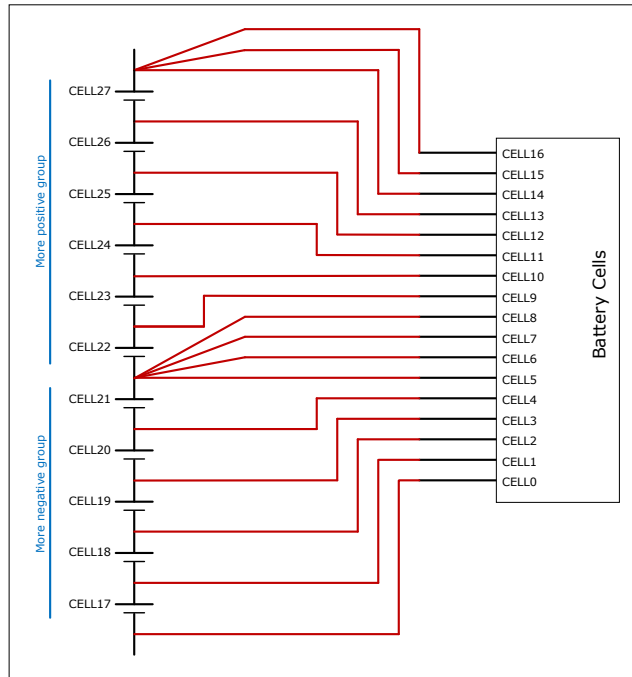 CELL27
CELL26
CELL25
CELL24
CELL23
CELL22
CELL21
CELL20
CELL19
CELL18
CELL17
More positive group
More negative group
CELL16
CELL15
CELL14
CELL13
CELL12
CELL11
CELL10
CELL9
CELL8
CELL7
CELL6
CELL5
CELL4
CELL3
CELL2
CELL1
CELL0
Battery Cells